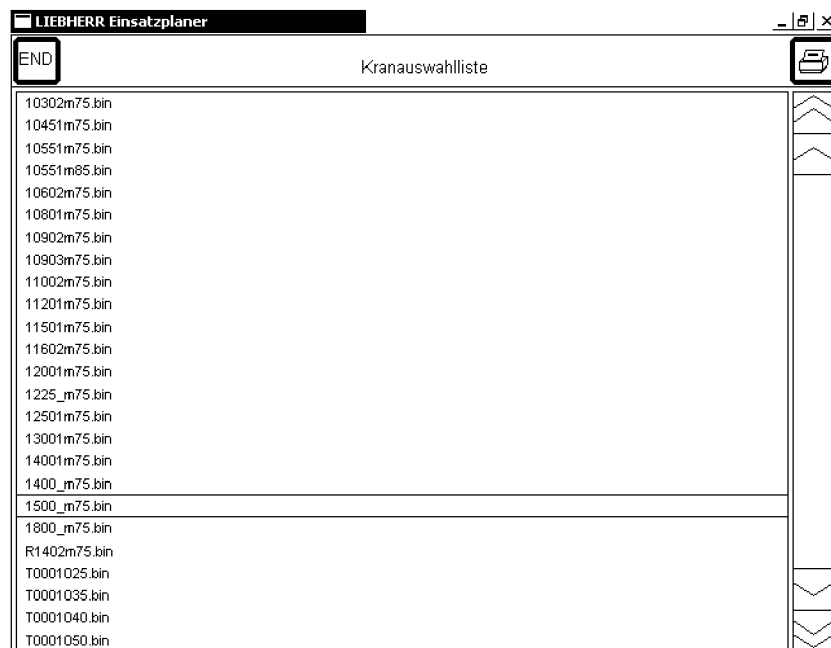 LIEBHERR Einsatzplaner
END
Kranauswahlliste
10302m75.bin
10451m75.bin
10551m75.bin
10551m85.bin
10602m75.bin
10801m75.bin
10902m75.bin
10903m75.bin
11002m75.bin
11201m75.bin
11501m75.bin
11602m75.bin
12001m75.bin
1225_m75.bin
12501m75.bin
13001m75.bin
14001m75.bin
1400_m75.bin
1500_m75.bin
1800_m75.bin
R1402m75.bin
T0001025.bin
T0001035.bin
T0001040.bin
T0001050.bin